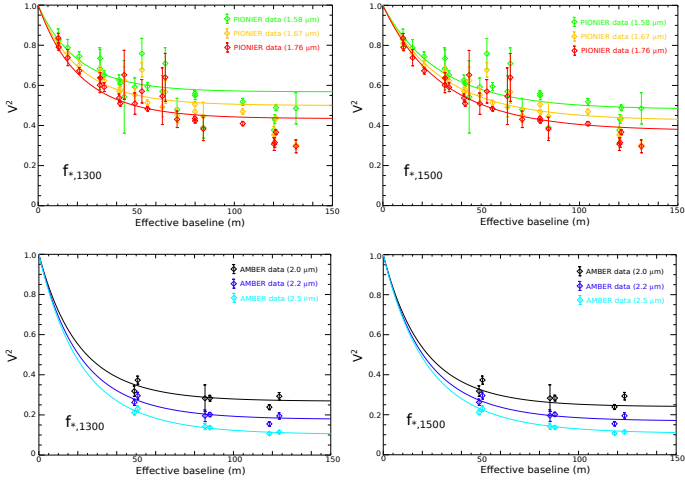 1.0
0.8
0.6
0.4
0.2
0
V²
PIONIER data (1.58 μm)
PIONIER data (1.67 μm)
PIONIER data (1.76 μm)
f*,1300
0 50 100 150
Effective baseline (m)
1.0
0.8
0.6
0.4
0.2
0
V²
PIONIER data (1.58 μm)
PIONIER data (1.67 μm)
PIONIER data (1.76 μm)
f*,1500
0 50 100 150
Effective baseline (m)
1.0
0.8
0.6
0.4
0.2
0
V²
AMBER data (2.0 μm)
AMBER data (2.2 μm)
AMBER data (2.5 μm)
f*,1300
0 50 100 150
Effective baseline (m)
1.0
0.8
0.6
0.4
0.2
0
V²
AMBER data (2.0 μm)
AMBER data (2.2 μm)
AMBER data (2.5 μm)
f*,1500
0 50 100 150
Effective baseline (m)